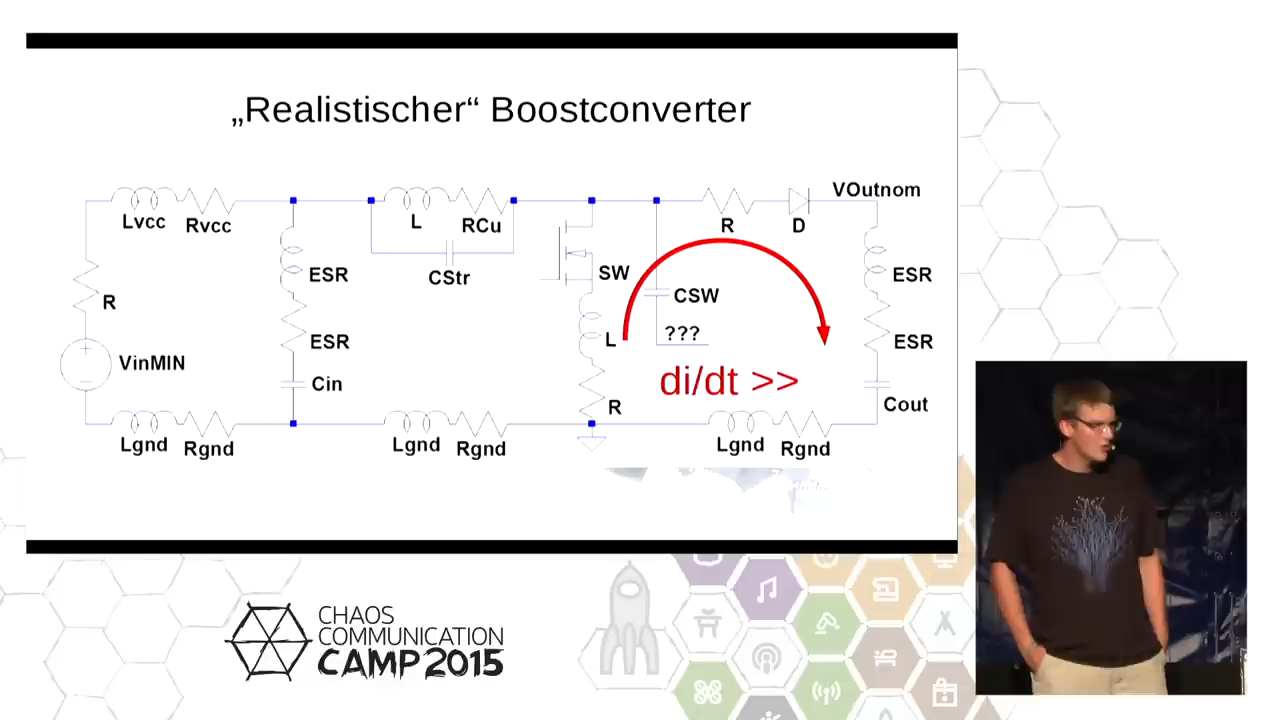 „Realistischer“ Boostconverter
VOutnom
Lvcc Rvcc L RCu R D
CStr SW ESR
ESR
R CSW
??? L
VinMIN ESR ESR
Cin di/dt >> R Cout
Lgnd Rgnd Lgnd Rgnd Lgnd Rgnd
CHAOS
COMMUNICATION
CAMP 2015